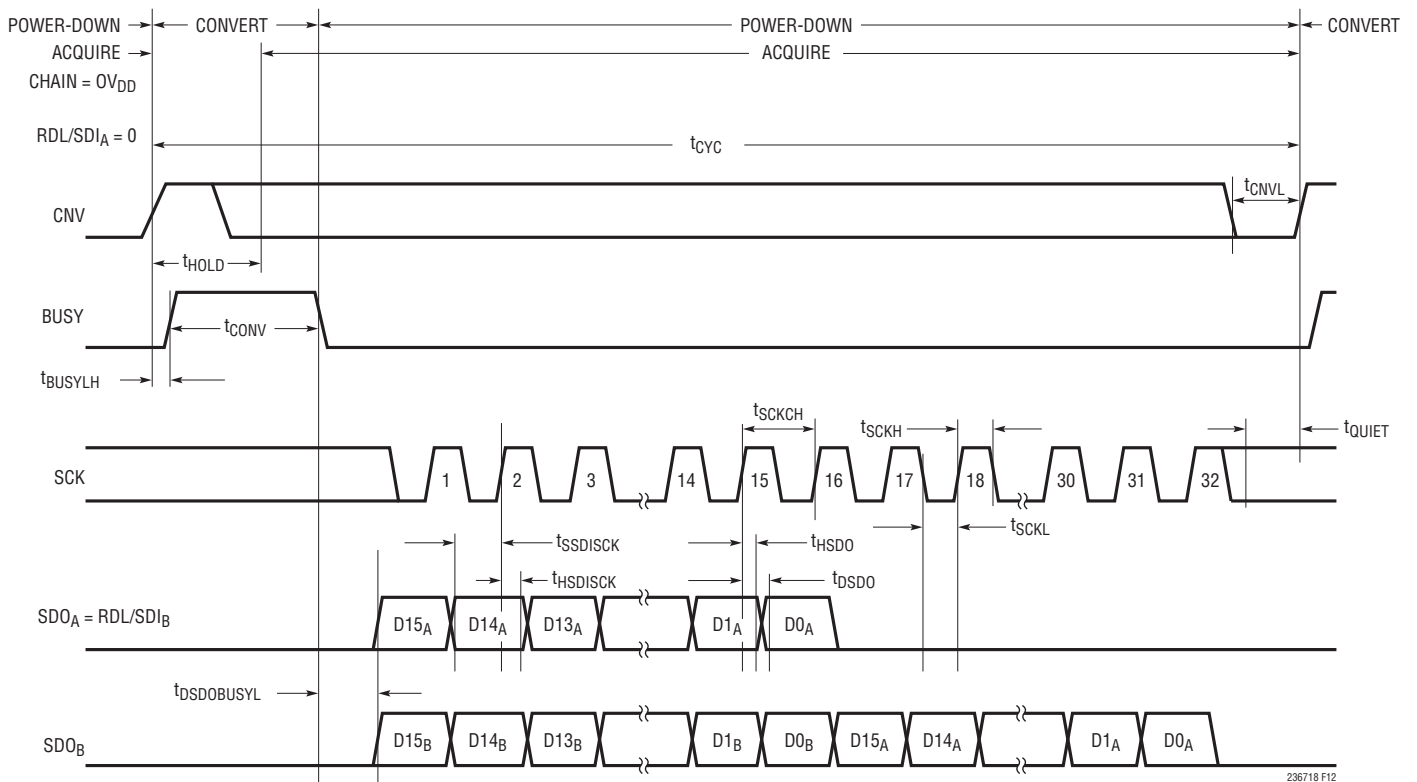 POWER-DOWN CONVERT POWER-DOWN CONVERT
ACQUIRE ACQUIRE
CHAIN = OVDD
RDL/SDIA = 0
tCYC
CNV
tCNVL
tHOLD
BUSY
tCONV
tBUSYLH
tSCKCH
tSCKH
tQUIET
SCK
1 2 3 14 15 16 17 18 30 31 32
tSSDISCK
tHSDO
tSCKL
tHSDISCK
tDSDO
SDOA = RDL/SDIB
D15A D14A D13A D1A D0A
tDSDOBUSYL
SDOB
D15B D14B D13B D1B D0B D15A D14A D1A D0A
236718 F12